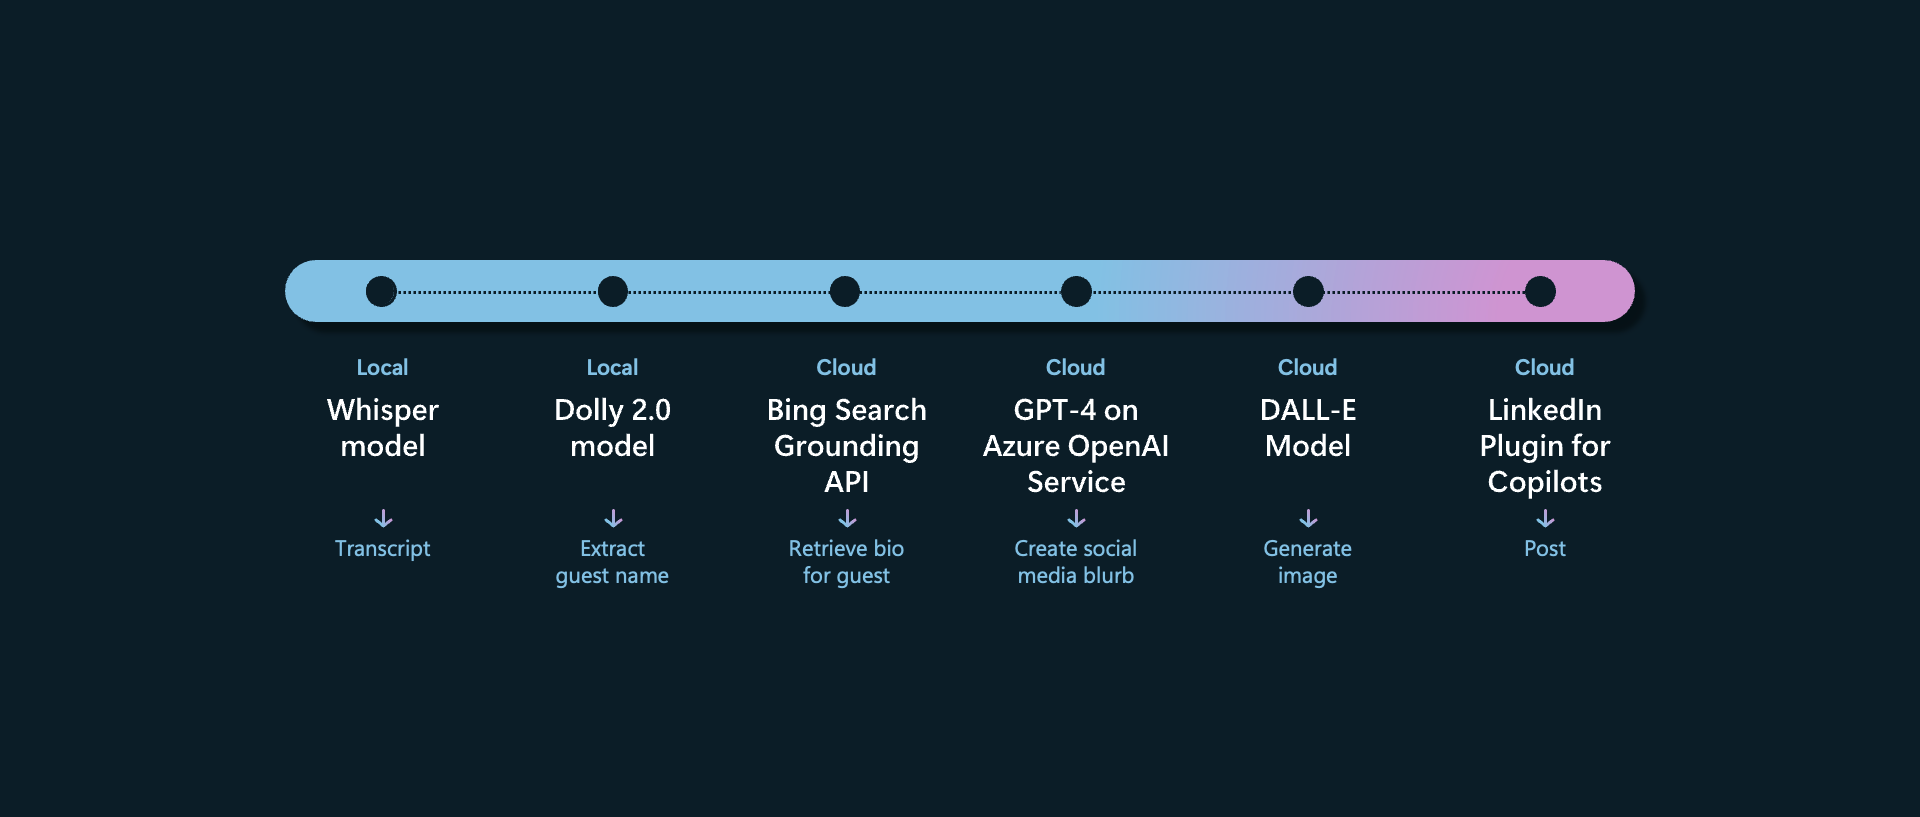 Local
Whisper
model
Transcript
Local
Dolly 2.0
model
Extract
guest name
Cloud
Bing Search
Grounding
API
Retrieve bio
for guest
Cloud
GPT-4 on
Azure OpenAI
Service
Create social
media blurb
Cloud
DALL-E
Model
Generate
image
Cloud
LinkedIn
Plugin for
Copilots
Post